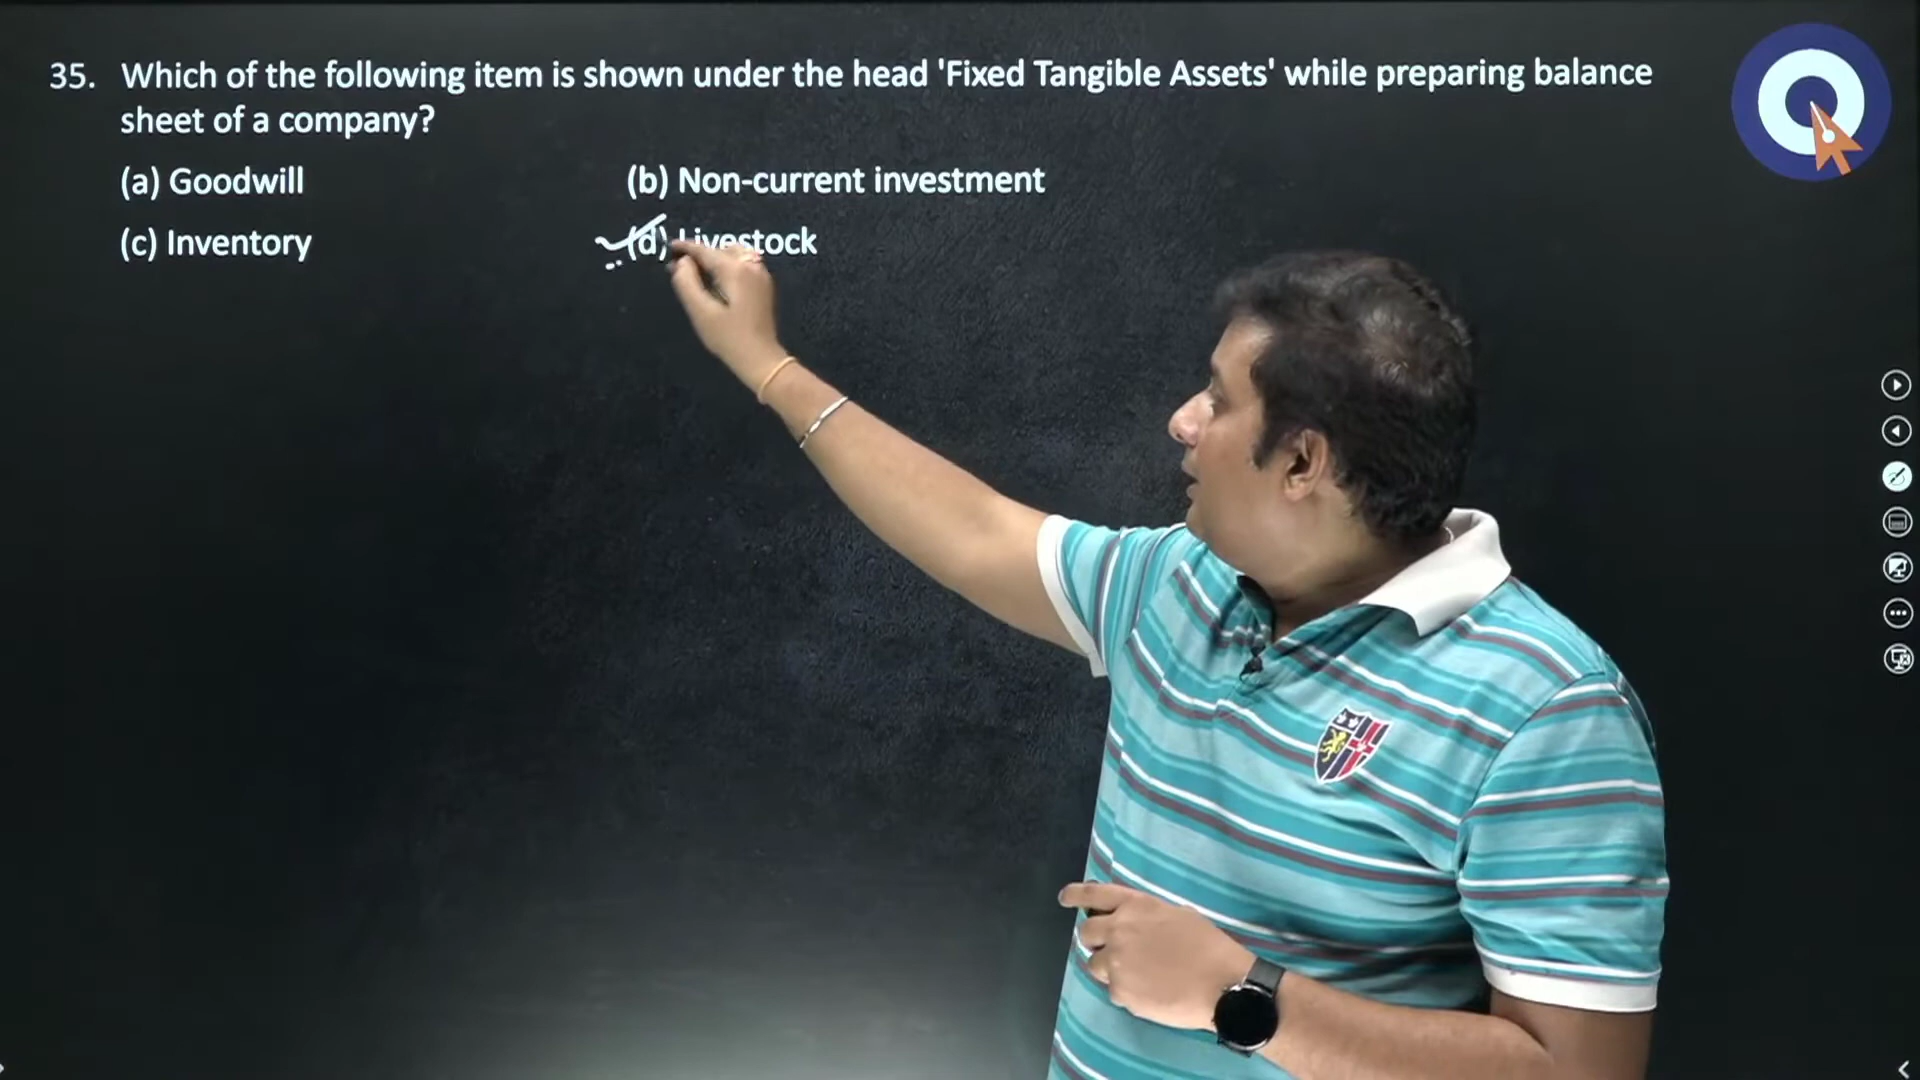 35. Which of the following item is shown under the head 'Fixed Tangible Assets' while preparing balance
sheet of a company?
(a) Goodwill
(b) Non-current investment
(c) Inventory
(d) Livestock